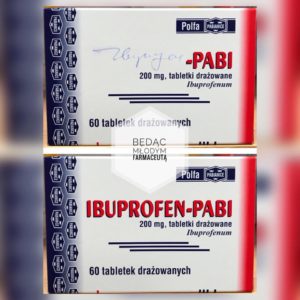 Polfa
PABIANICE
Ibuprofen
-PABI
200 mg, tabletki drażowane
Ibuprofenum
60 tabletek drażowanych
BĘDĄC
MŁODYM
FARMACEUTĄ
Polfa
PABIANICE
IBUPROFEN-PABI
200 mg, tabletki drażowane
Ibuprofenum
60 tabletek drażowanych